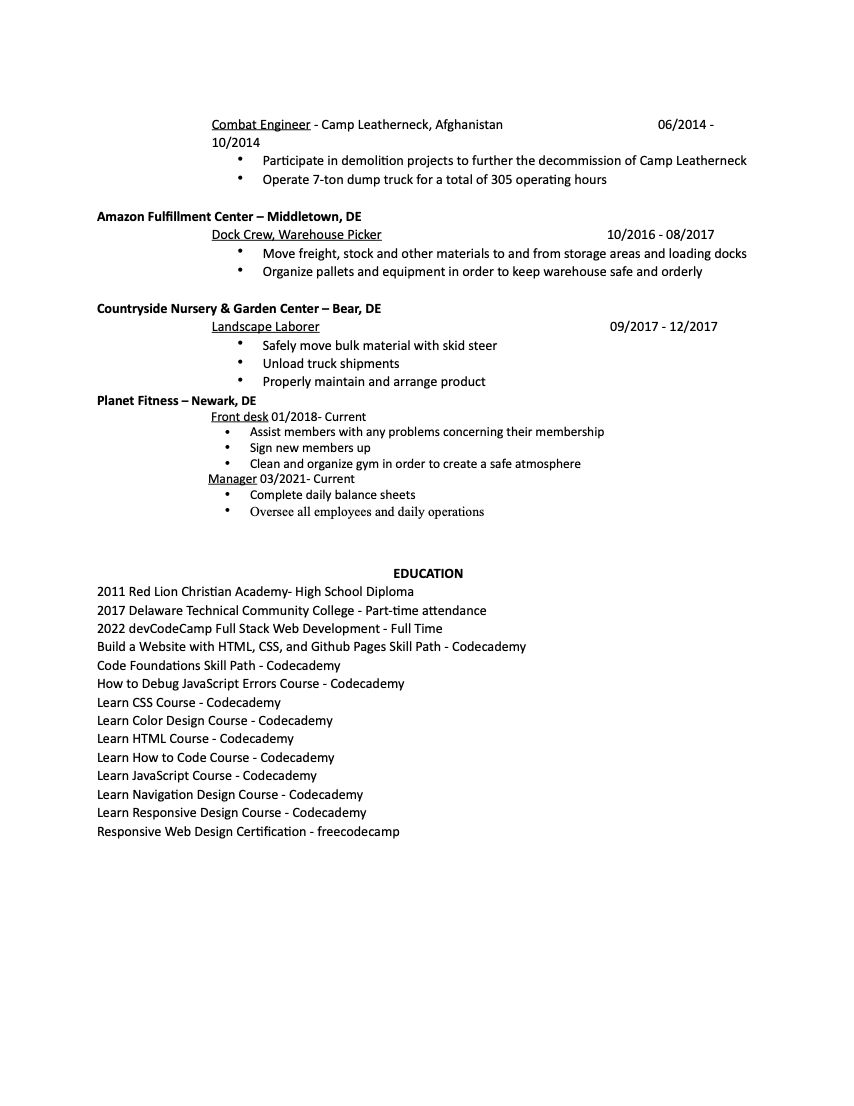 Combat Engineer - Camp Leatherneck, Afghanistan 06/2014 -
10/2014
• Participate in demolition projects to further the decommission of Camp Leatherneck
• Operate 7-ton dump truck for a total of 305 operating hours
Amazon Fulfillment Center – Middletown, DE
Dock Crew, Warehouse Picker 10/2016 - 08/2017
• Move freight, stock and other materials to and from storage areas and loading docks
• Organize pallets and equipment in order to keep warehouse safe and orderly
Countryside Nursery & Garden Center – Bear, DE
Landscape Laborer 09/2017 - 12/2017
• Safely move bulk material with skid steer
• Unload truck shipments
• Properly maintain and arrange product
Planet Fitness – Newark, DE
Front desk 01/2018- Current
• Assist members with any problems concerning their membership
• Sign new members up
• Clean and organize gym in order to create a safe atmosphere
Manager 03/2021- Current
• Complete daily balance sheets
• Oversee all employees and daily operations
EDUCATION
2011 Red Lion Christian Academy- High School Diploma
2017 Delaware Technical Community College - Part-time attendance
2022 devCodeCamp Full Stack Web Development - Full Time
Build a Website with HTML, CSS, and Github Pages Skill Path - Codecademy
Code Foundations Skill Path - Codecademy
How to Debug JavaScript Errors Course - Codecademy
Learn CSS Course - Codecademy
Learn Color Design Course - Codecademy
Learn HTML Course - Codecademy
Learn How to Code Course - Codecademy
Learn JavaScript Course - Codecademy
Learn Navigation Design Course - Codecademy
Learn Responsive Design Course - Codecademy
Responsive Web Design Certification - freecodecamp